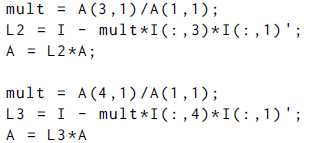 mult = A(3,1)/A(1,1);
L2 = I - mult*I(:,3)*I(:,1)';
A = L2*A;
mult = A(4,1)/A(1,1);
L3 = I - mult*I(:,4)*I(:,1)';
A = L3*A